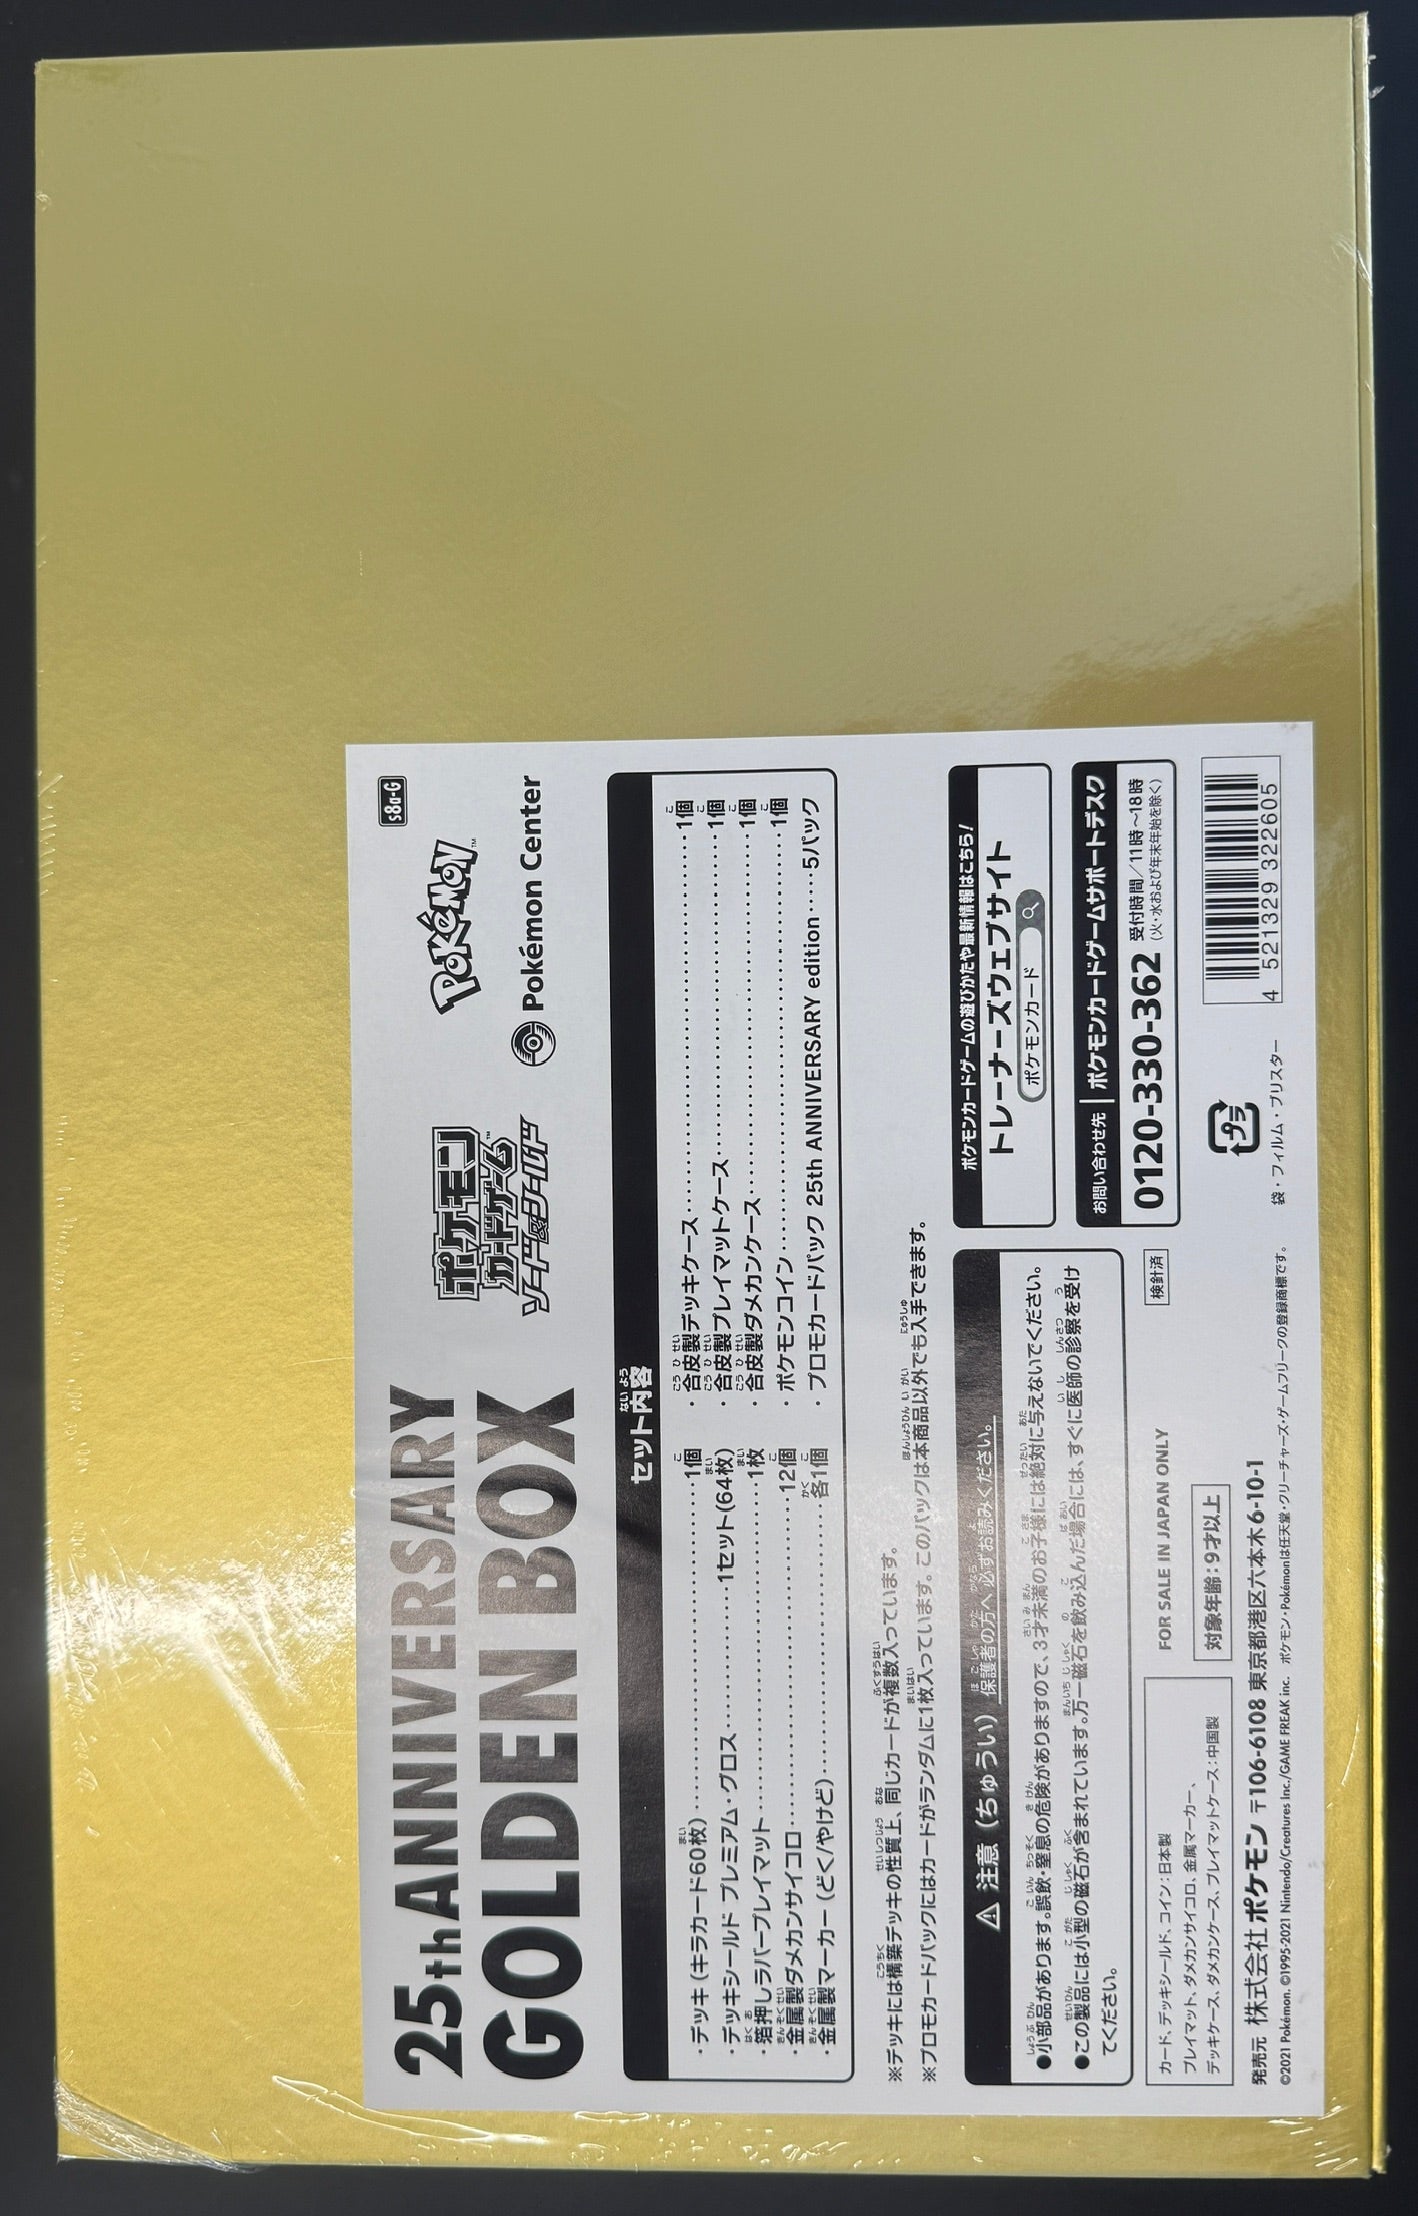 s8a-G
25th ANNIVERSARY
GOLDEN BOX
ポケモン
カードゲーム
ソード&シールド
POKéMON™
Pokémon Center
セット内容
・デッキ(キラカード60枚)……1個
・デッキシールド プレミアム・グロス……1セット(64枚)
・箔押しラバープレイマット……1枚
・金属製ダメカンサイコロ……12個
・金属製マーカー(どく/やけど)……各1個
・合皮製デッキケース……1個
・合皮製プレイマットケース……1個
・合皮製ダメカンケース……1個
・ポケモンコイン……1個
・プロモカードパック 25th ANNIVERSARY edition……5パック
※デッキには構築デッキの性質上、同じカードが複数入っています。
※プロモカードパックにはカードがランダムに1枚入っています。このパックは本商品以外でも入手できます。
⚠ 注意(ちゅうい) 保護者の方へ 必ずお読みください。
●小部品があります。誤飲・窒息の危険がありますので、3才未満のお子様には絶対に与えないでください。
●この製品には小型の磁石が含まれています。万一磁石を飲み込んだ場合には、すぐに医師の診察を受け
てください。
ポケモンカードゲームの遊びかたや最新情報はこちら!
トレーナーズウェブサイト
ポケモンカード
お問い合わせ先 ポケモンカードゲームサポートデスク
0120-330-362 受付時間/11時~18時
(火・水および年末年始を除く)
カード、デッキシールド、コイン:日本製
プレイマット、ダメカンサイコロ、金属マーカー、
デッキケース、ダメカンケース、プレイマットケース:中国製
FOR SALE IN JAPAN ONLY
対象年齢:9才以上
検針済
プラ
袋・フィルム・ブリスター
4 521329 322605
発売元 株式会社ポケモン 〒106-6108 東京都港区六本木6-10-1
©2021 Pokémon. ©1995-2021 Nintendo/Creatures Inc./GAME FREAK inc. ポケモン・Pokémonは任天堂・クリーチャーズ・ゲームフリークの登録商標です。